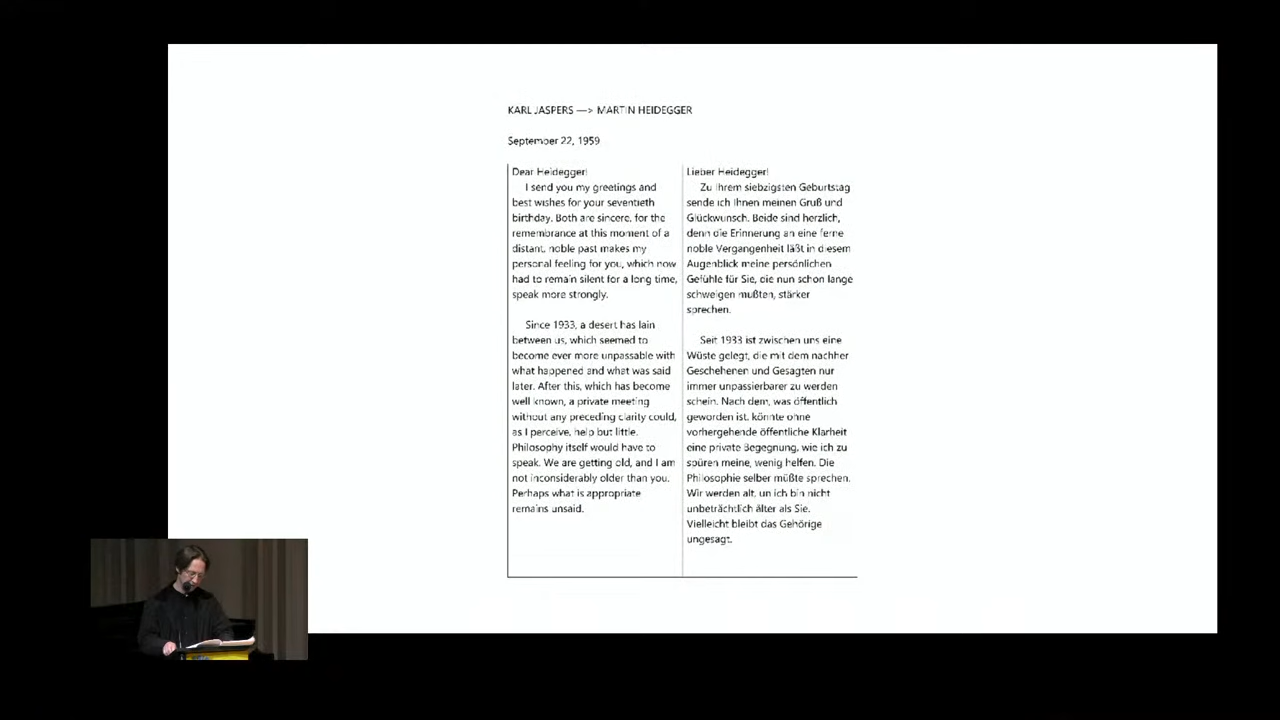 KARL JASPERS —> MARTIN HEIDEGGER
September 22, 1959
Dear Heidegger!
I send you my greetings and
best wishes for your seventieth
birthday. Both are sincere, for the
remembrance at this moment of a
distant, noble past makes my
personal feeling for you, which now
had to remain silent for a long time,
speak more strongly.
Since 1933, a desert has lain
between us, which seemed to
become ever more unpassable with
what happened and what was said
later. After this, which has become
well known, a private meeting
without any preceding clarity could,
as I perceive, help but little.
Philosophy itself would have to
speak. We are getting old, and I am
not inconsiderably older than you.
Perhaps what is appropriate
remains unsaid.
Lieber Heidegger!
Zu Ihrem siebzigsten Geburtstag
sende ich Ihnen meinen Gruß und
Glückwunsch. Beide sind herzlich,
denn die Erinnerung an eine ferne
noble Vergangenheit läßt in diesem
Augenblick meine persönlichen
Gefühle für Sie, die nun schon lange
schweigen mußten, stärker
sprechen.
Seit 1933 ist zwischen uns eine
Wüste gelegt, die mit dem nachher
Geschehenen und Gesagten nur
immer unpassierbarer zu werden
schein. Nach dem, was öffentlich
geworden ist, könnte ohne
vorhergehende öffentliche Klarheit
eine private Begegnung, wie ich zu
spüren meine, wenig helfen. Die
Philosophie selber müßte sprechen.
Wir werden alt, un ich bin nicht
unbeträchtlich älter als Sie.
Vielleicht bleibt das Gehörige
ungesagt.